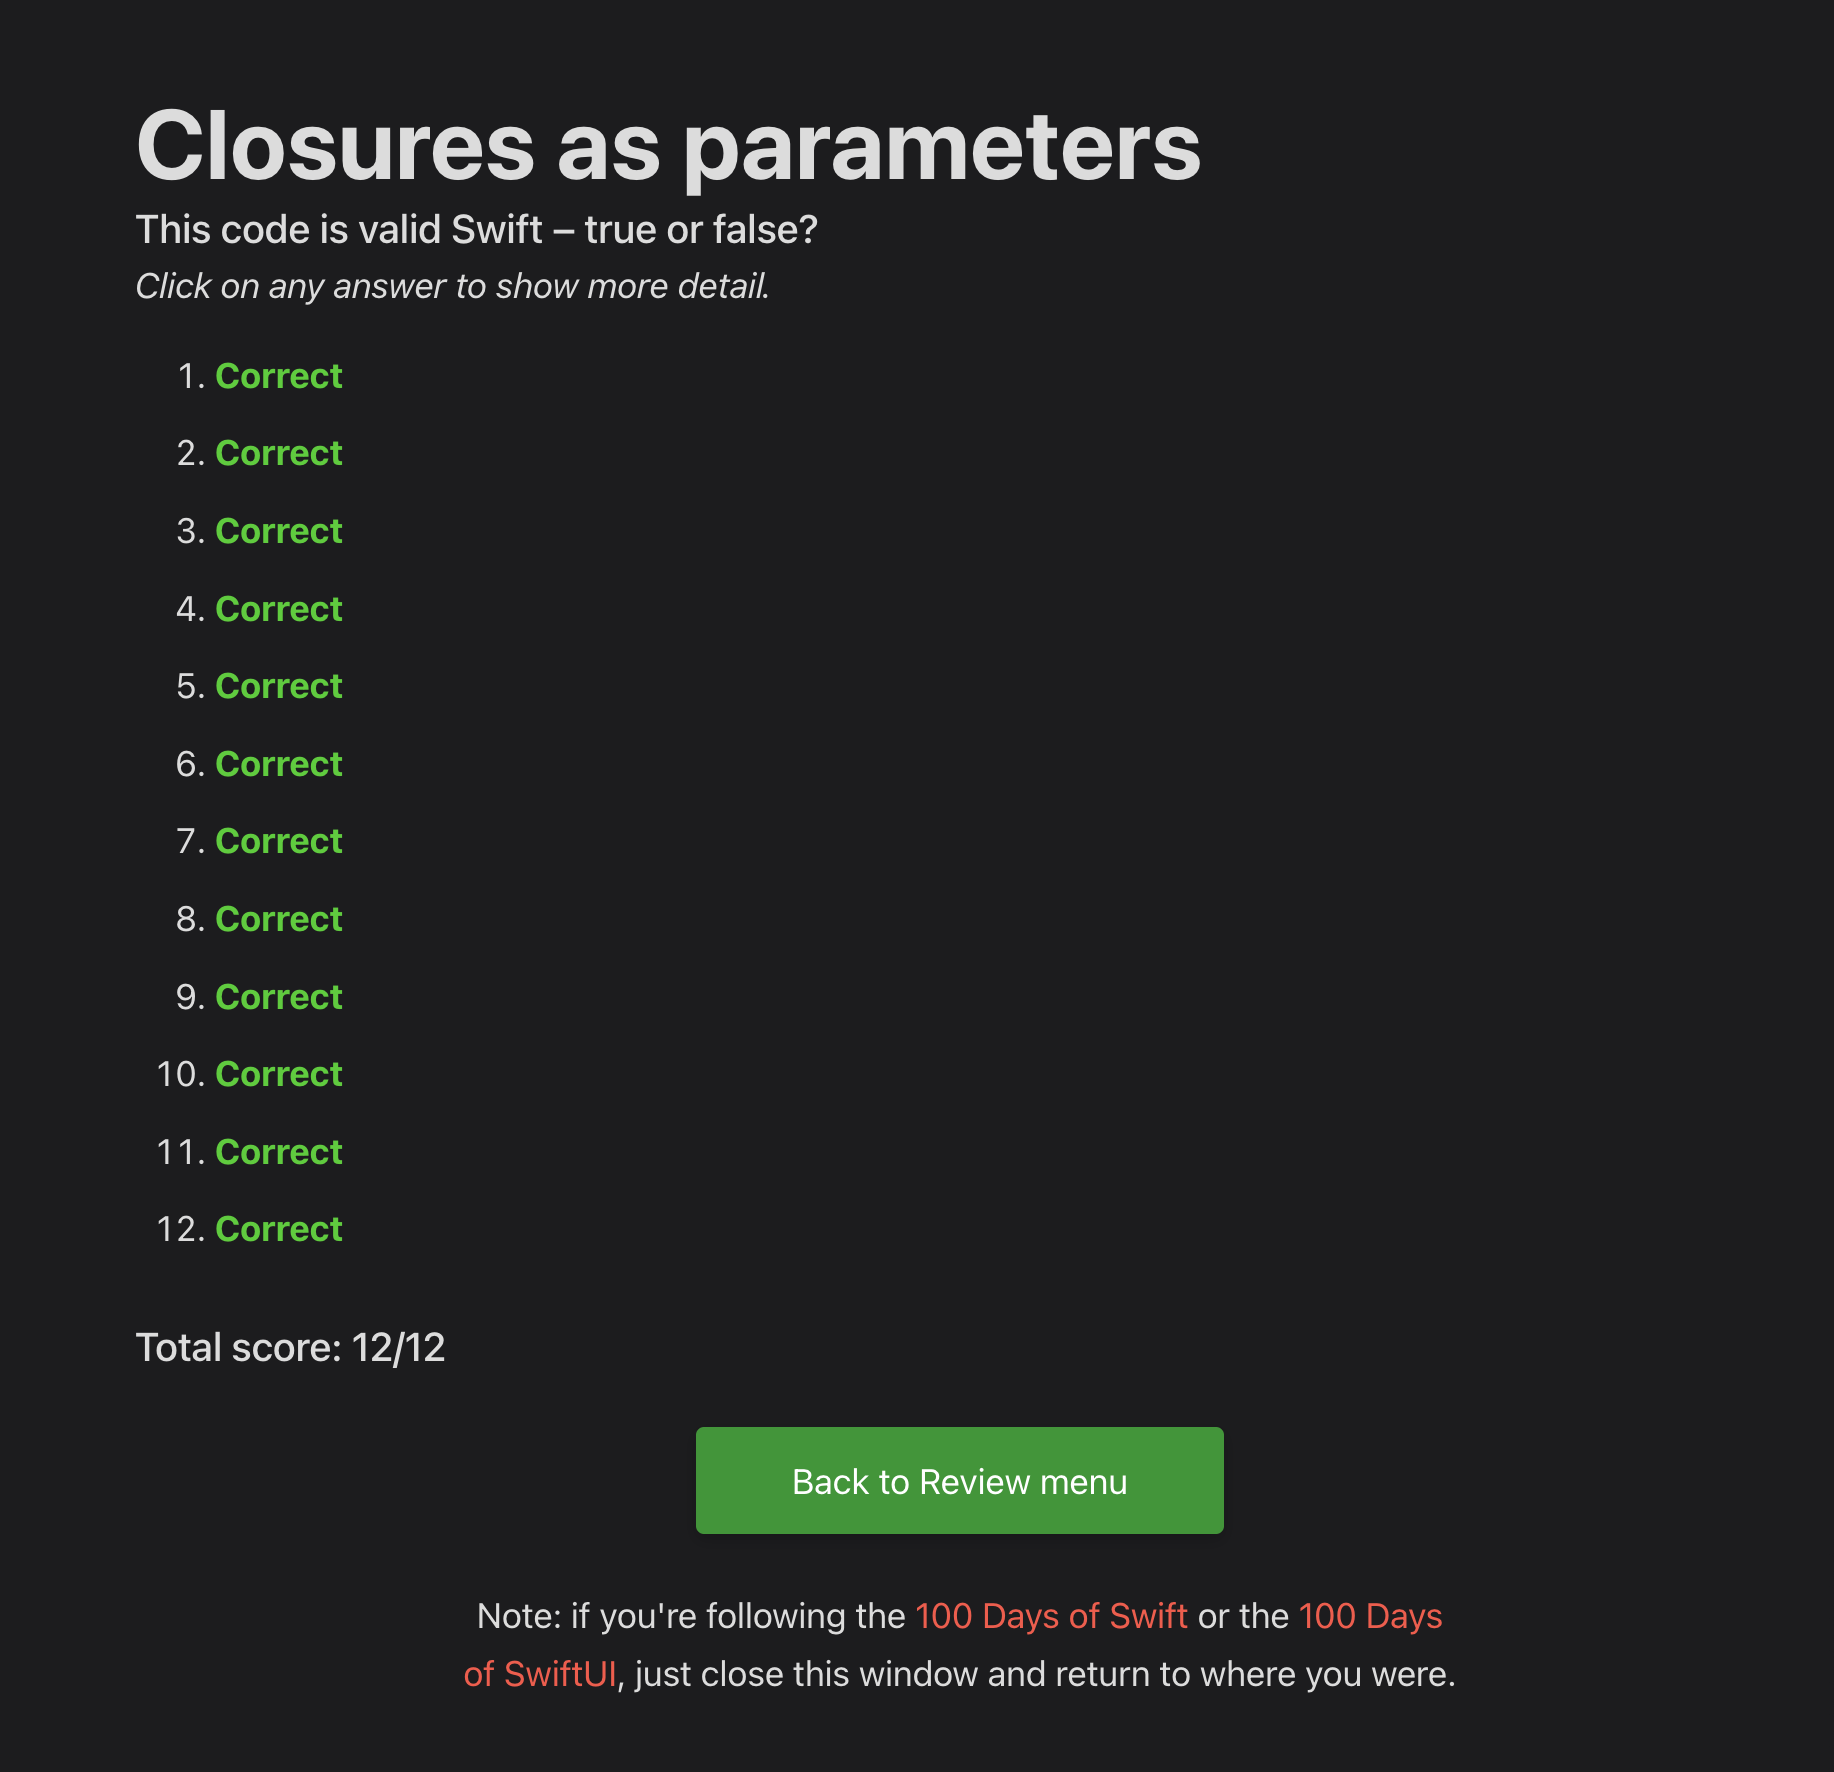 Closures as parameters
This code is valid Swift – true or false?
Click on any answer to show more detail.
1. Correct
2. Correct
3. Correct
4. Correct
5. Correct
6. Correct
7. Correct
8. Correct
9. Correct
10. Correct
11. Correct
12. Correct
Total score: 12/12
Back to Review menu
Note: if you're following the 100 Days of Swift or the 100 Days
of SwiftUI, just close this window and return to where you were.